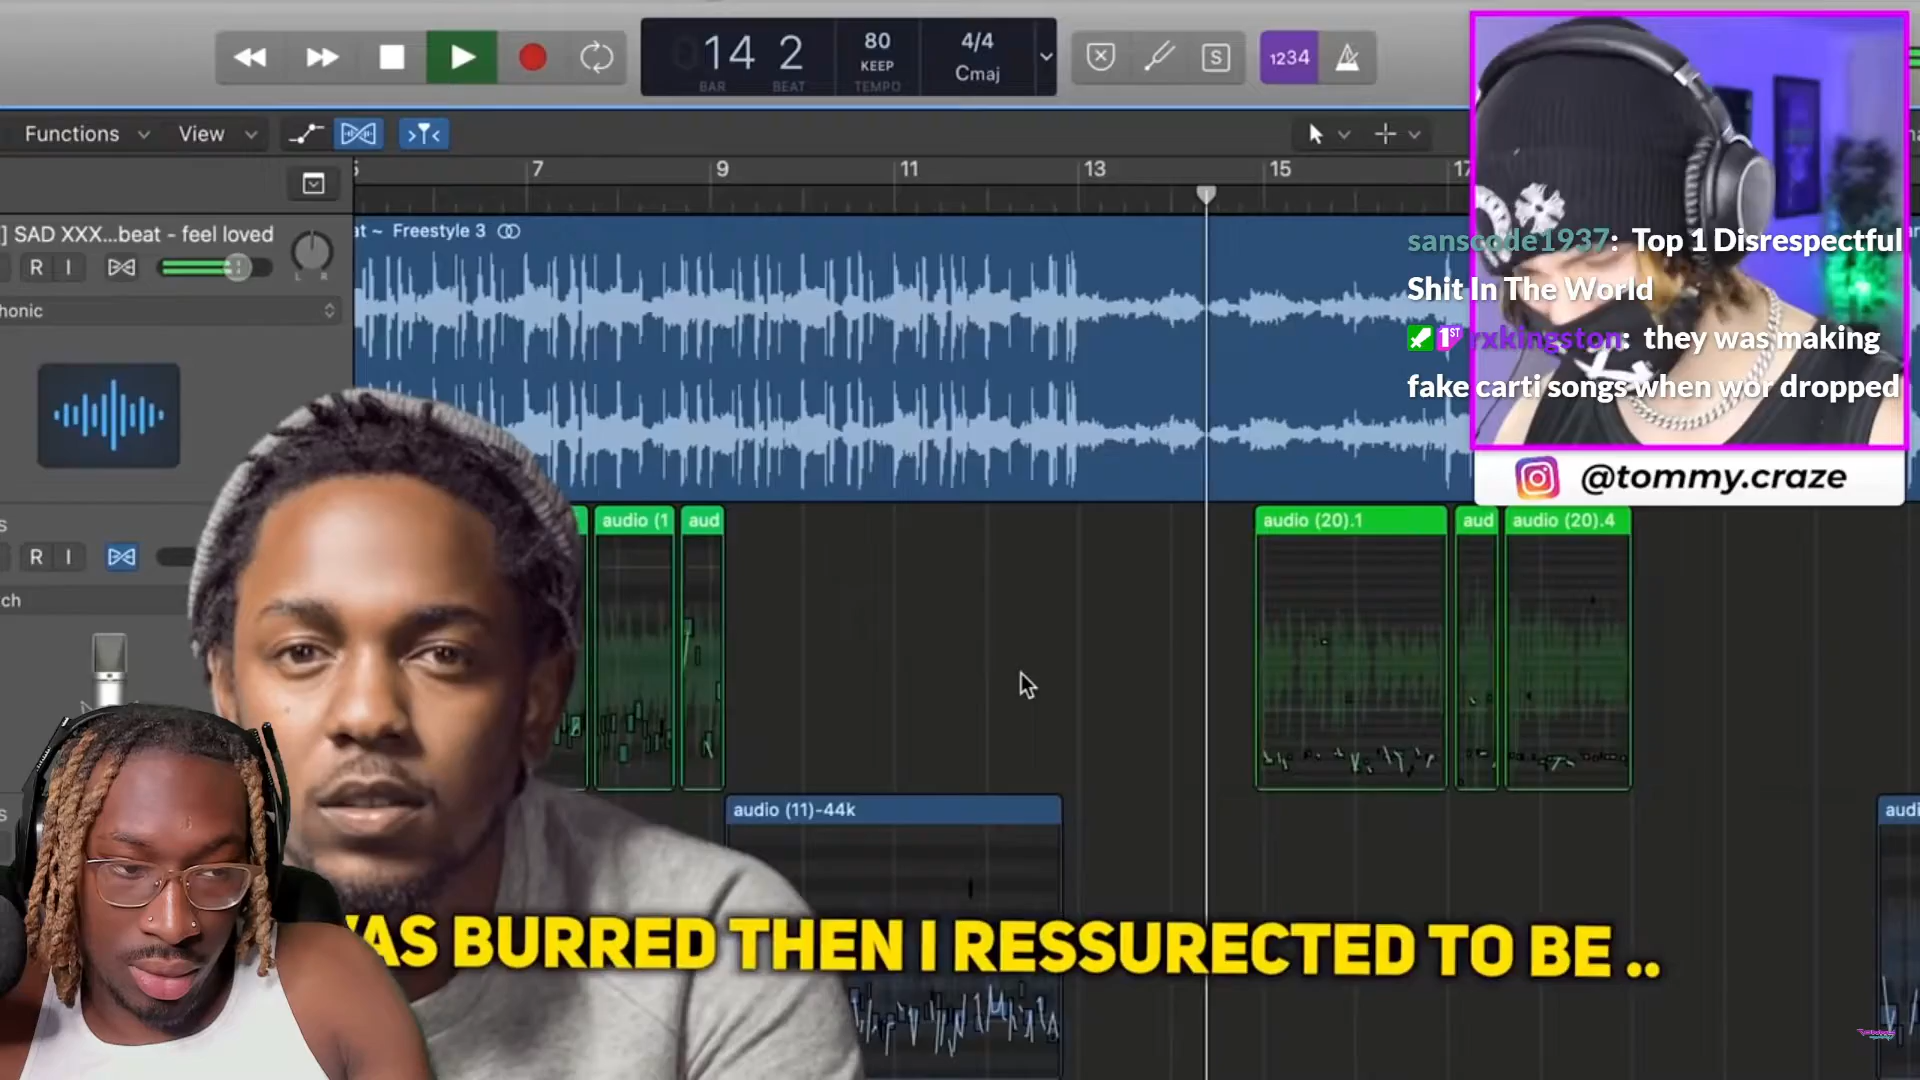 14 2
80
4/4
KEEP
Cmaj
BAR
BEAT
TEMPO
S
1234
Functions
View
7
9
11
13
15
17
] SAD XXX...beat - feel loved
at ~ Freestyle 3
R I
L R
honic
sanscode1937: Top 1 Disrespectful
Shit In The World
1ST rxkingston: they was making
fake carti songs when wor dropped
@tommy.craze
audio (1
aud
audio (20).1
aud
audio (20).4
s
R I
ch
audio (11)-44k
audi
s
WAS BURRED THEN I RESSURECTED TO BE ..